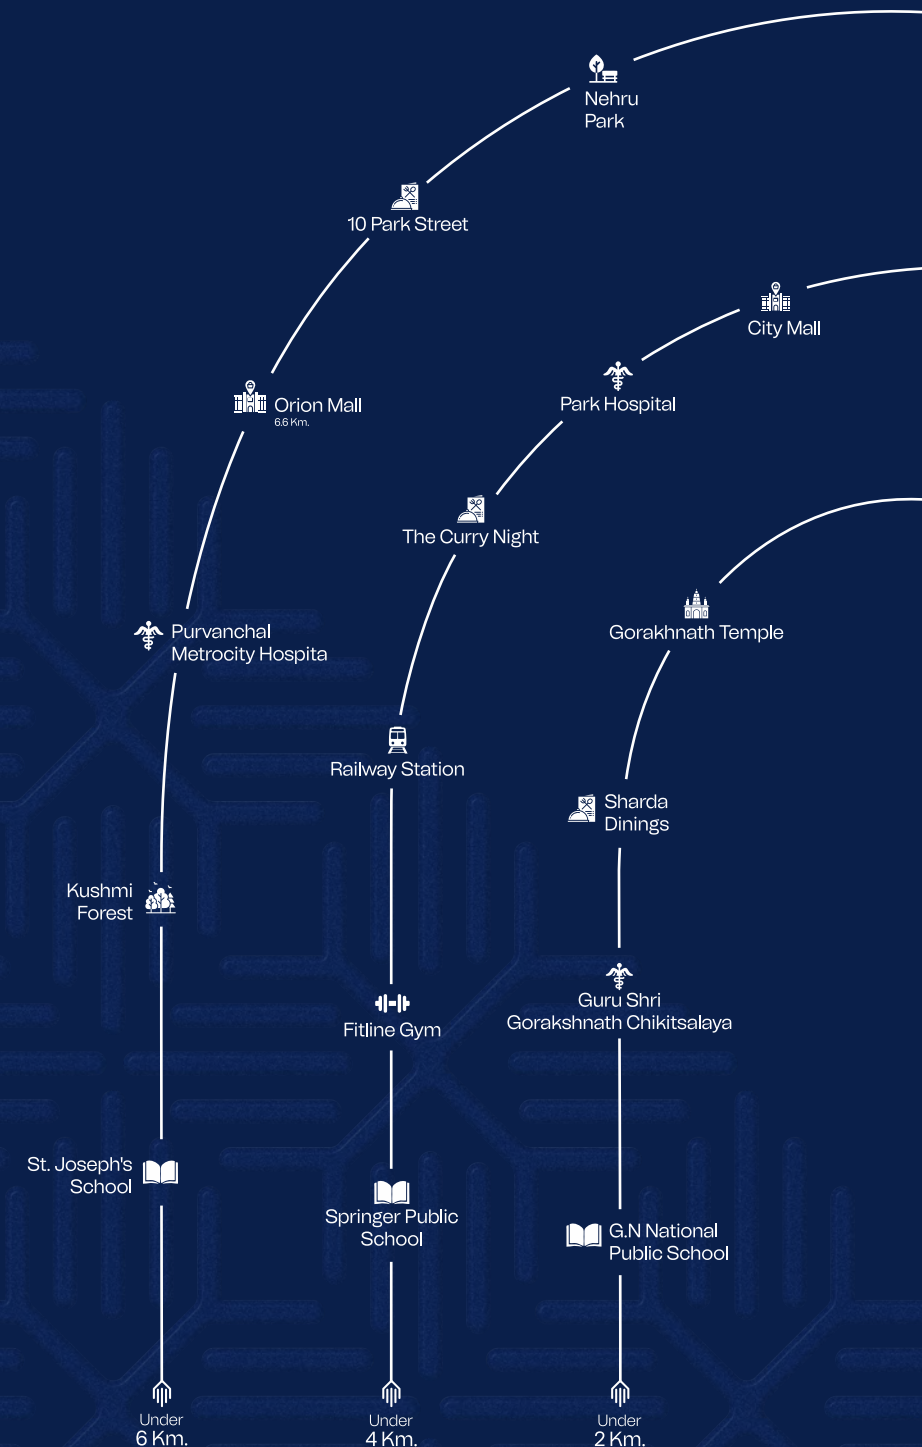 Nehru
Park
10 Park Street
City Mall
Orion Mall
6.6 Km.
Park Hospital
The Curry Night
Purvanchal
Metrocity Hospita
Gorakhnath Temple
Railway Station
Sharda
Dinings
Kushmi
Forest
Guru Shri
Gorakshnath Chikitsalaya
Fitline Gym
St. Joseph's
School
Springer Public
School
G.N National
Public School
Under
6 Km.
Under
4 Km.
Under
2 Km.